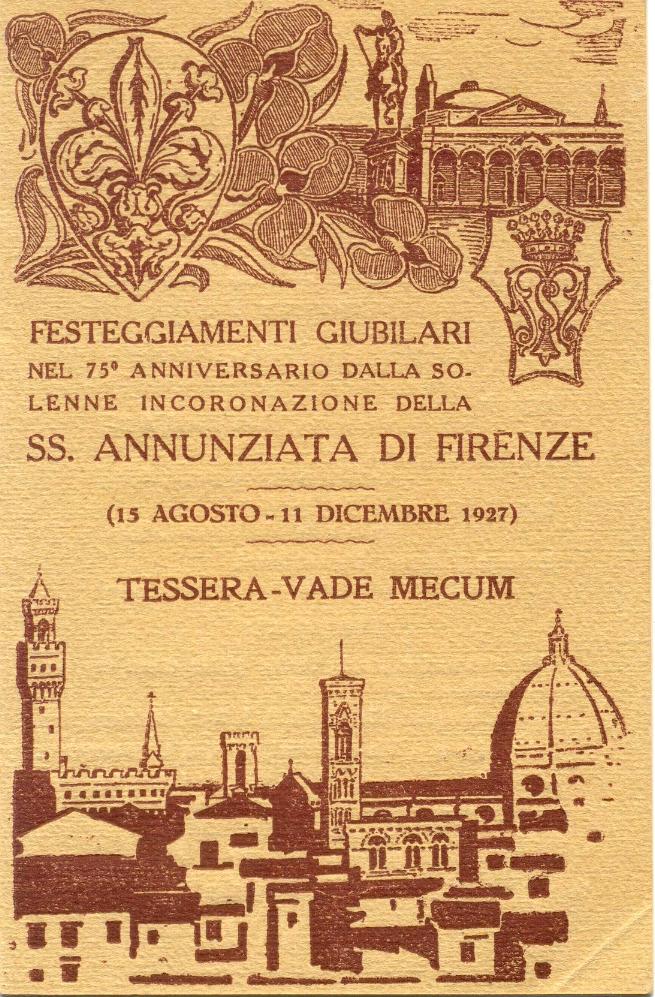 FESTEGGIAMENTI GIUBILARI
NEL 75º ANNIVERSARIO DALLA SO-
LENNE INCORONAZIONE DELLA
SS. ANNUNZIATA DI FIRENZE
(15 AGOSTO - 11 DICEMBRE 1927)
TESSERA-VADE MECUM